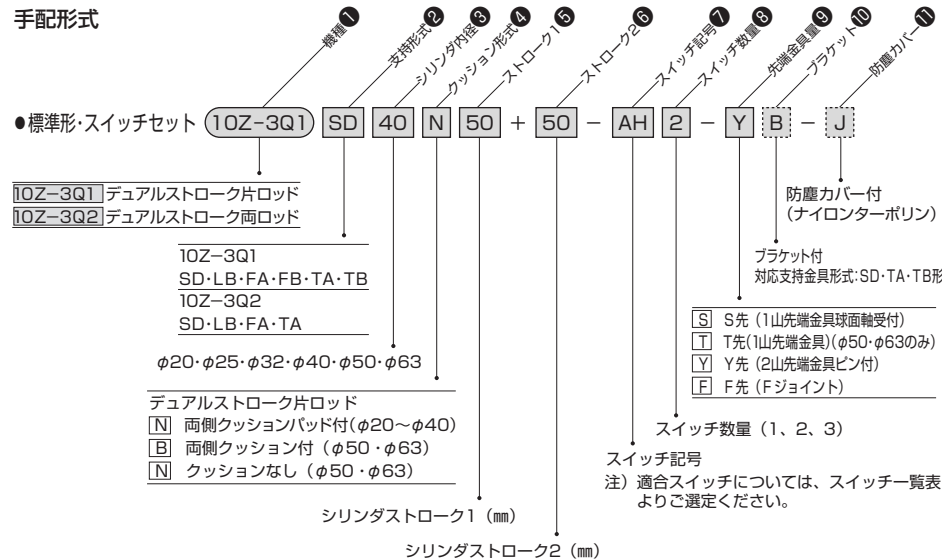 手配形式
機種❶
支持形式❷
シリンダ内径❸
クッション形式❹
ストローク1❺
ストローク2❻
スイッチ記号❼
スイッチ数量❽
先端金具量❾
ブラケット❿
防塵カバー⓫
●標準形・スイッチセット 10Z-3Q1 SD 40 N 50 + 50 - AH 2 - Y B - J
10Z-3Q1 デュアルストローク片ロッド
10Z-3Q2 デュアルストローク両ロッド
10Z-3Q1
SD・LB・FA・FB・TA・TB
10Z-3Q2
SD・LB・FA・TA
φ20・φ25・φ32・φ40・φ50・φ63
デュアルストローク片ロッド
N 両側クッションパッド付(φ20~φ40)
B 両側クッション付(φ50・φ63)
N クッションなし(φ50・φ63)
シリンダストローク1(㎜)
シリンダストローク2(㎜)
スイッチ記号
注)適合スイッチについては、スイッチ一覧表
よりご選定ください。
スイッチ数量(1、2、3)
S S先(1山先端金具球面軸受付)
T T先(1山先端金具)(φ50・φ63のみ)
Y Y先(2山先端金具ピン付)
F F先(Fジョイント)
ブラケット付
対応支持金具形式:SD・TA・TB形
防塵カバー付
(ナイロンターポリン)